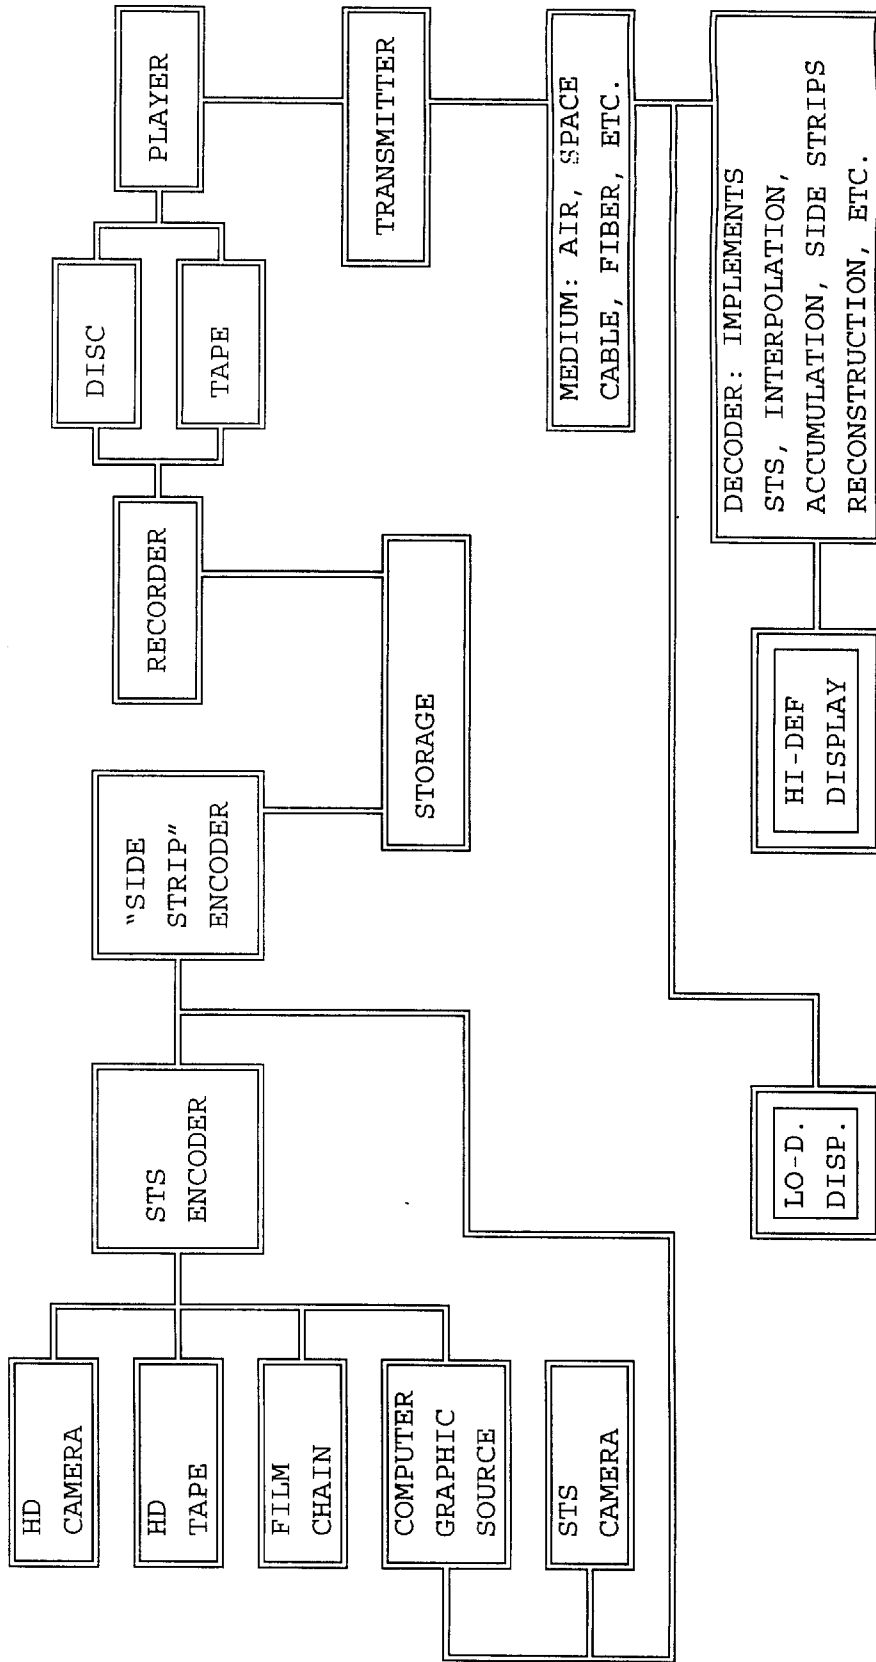 HD
CAMERA
HD
TAPE
FILM
CHAIN
COMPUTER
GRAPHIC
SOURCE
STS
CAMERA
STS
ENCODER
"SIDE
STRIP"
ENCODER
STORAGE
RECORDER
DISC
TAPE
PLAYER
TRANSMITTER
MEDIUM: AIR, SPACE
CABLE, FIBER, ETC.
DECODER: IMPLEMENTS
STS, INTERPOLATION,
ACCUMULATION, SIDE STRIPS
RECONSTRUCTION, ETC.
HI-DEF
DISPLAY
LO-D.
DISP.